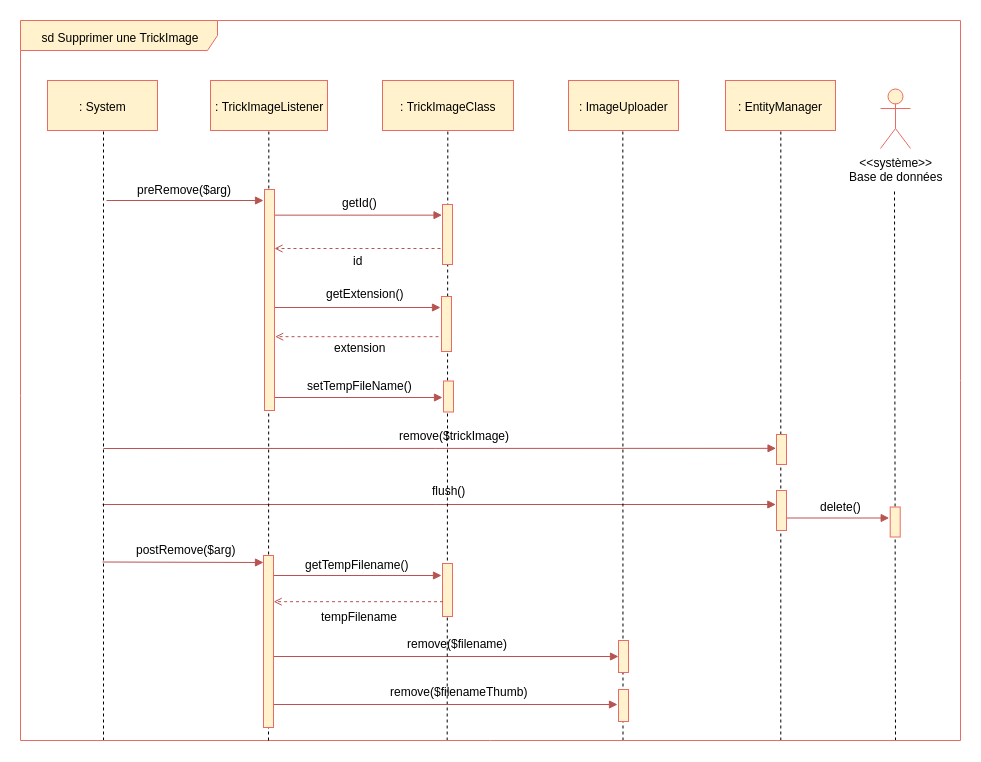 sd Supprimer une TrickImage
: System
: TrickImageListener
: TrickImageClass
: ImageUploader
: EntityManager
<<système>>
Base de données
preRemove($arg)
getId()
id
getExtension()
extension
setTempFileName()
remove($trickImage)
flush()
delete()
postRemove($arg)
getTempFilename()
tempFilename
remove($filename)
remove($filenameThumb)